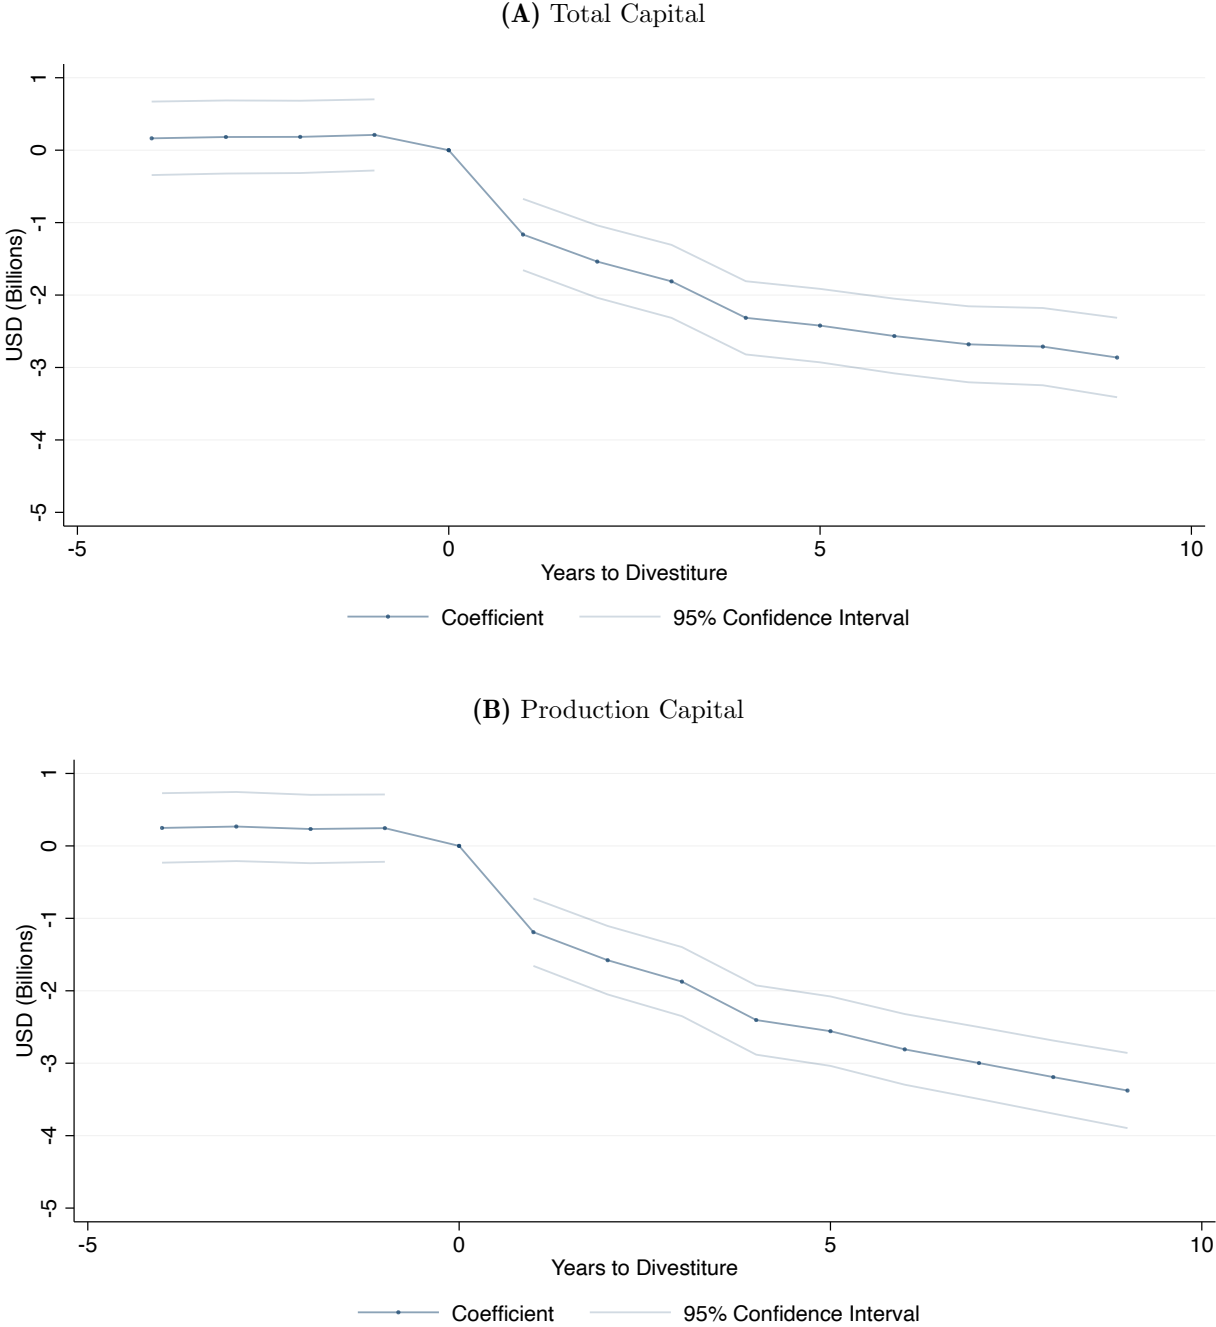 (A) Total Capital
1
0
-1
-2
-3
-4
-5
USD (Billions)
-5 0 5 10
Years to Divestiture
Coefficient 95% Confidence Interval
(B) Production Capital
1
0
-1
-2
-3
-4
-5
USD (Billions)
-5 0 5 10
Years to Divestiture
Coefficient 95% Confidence Interval